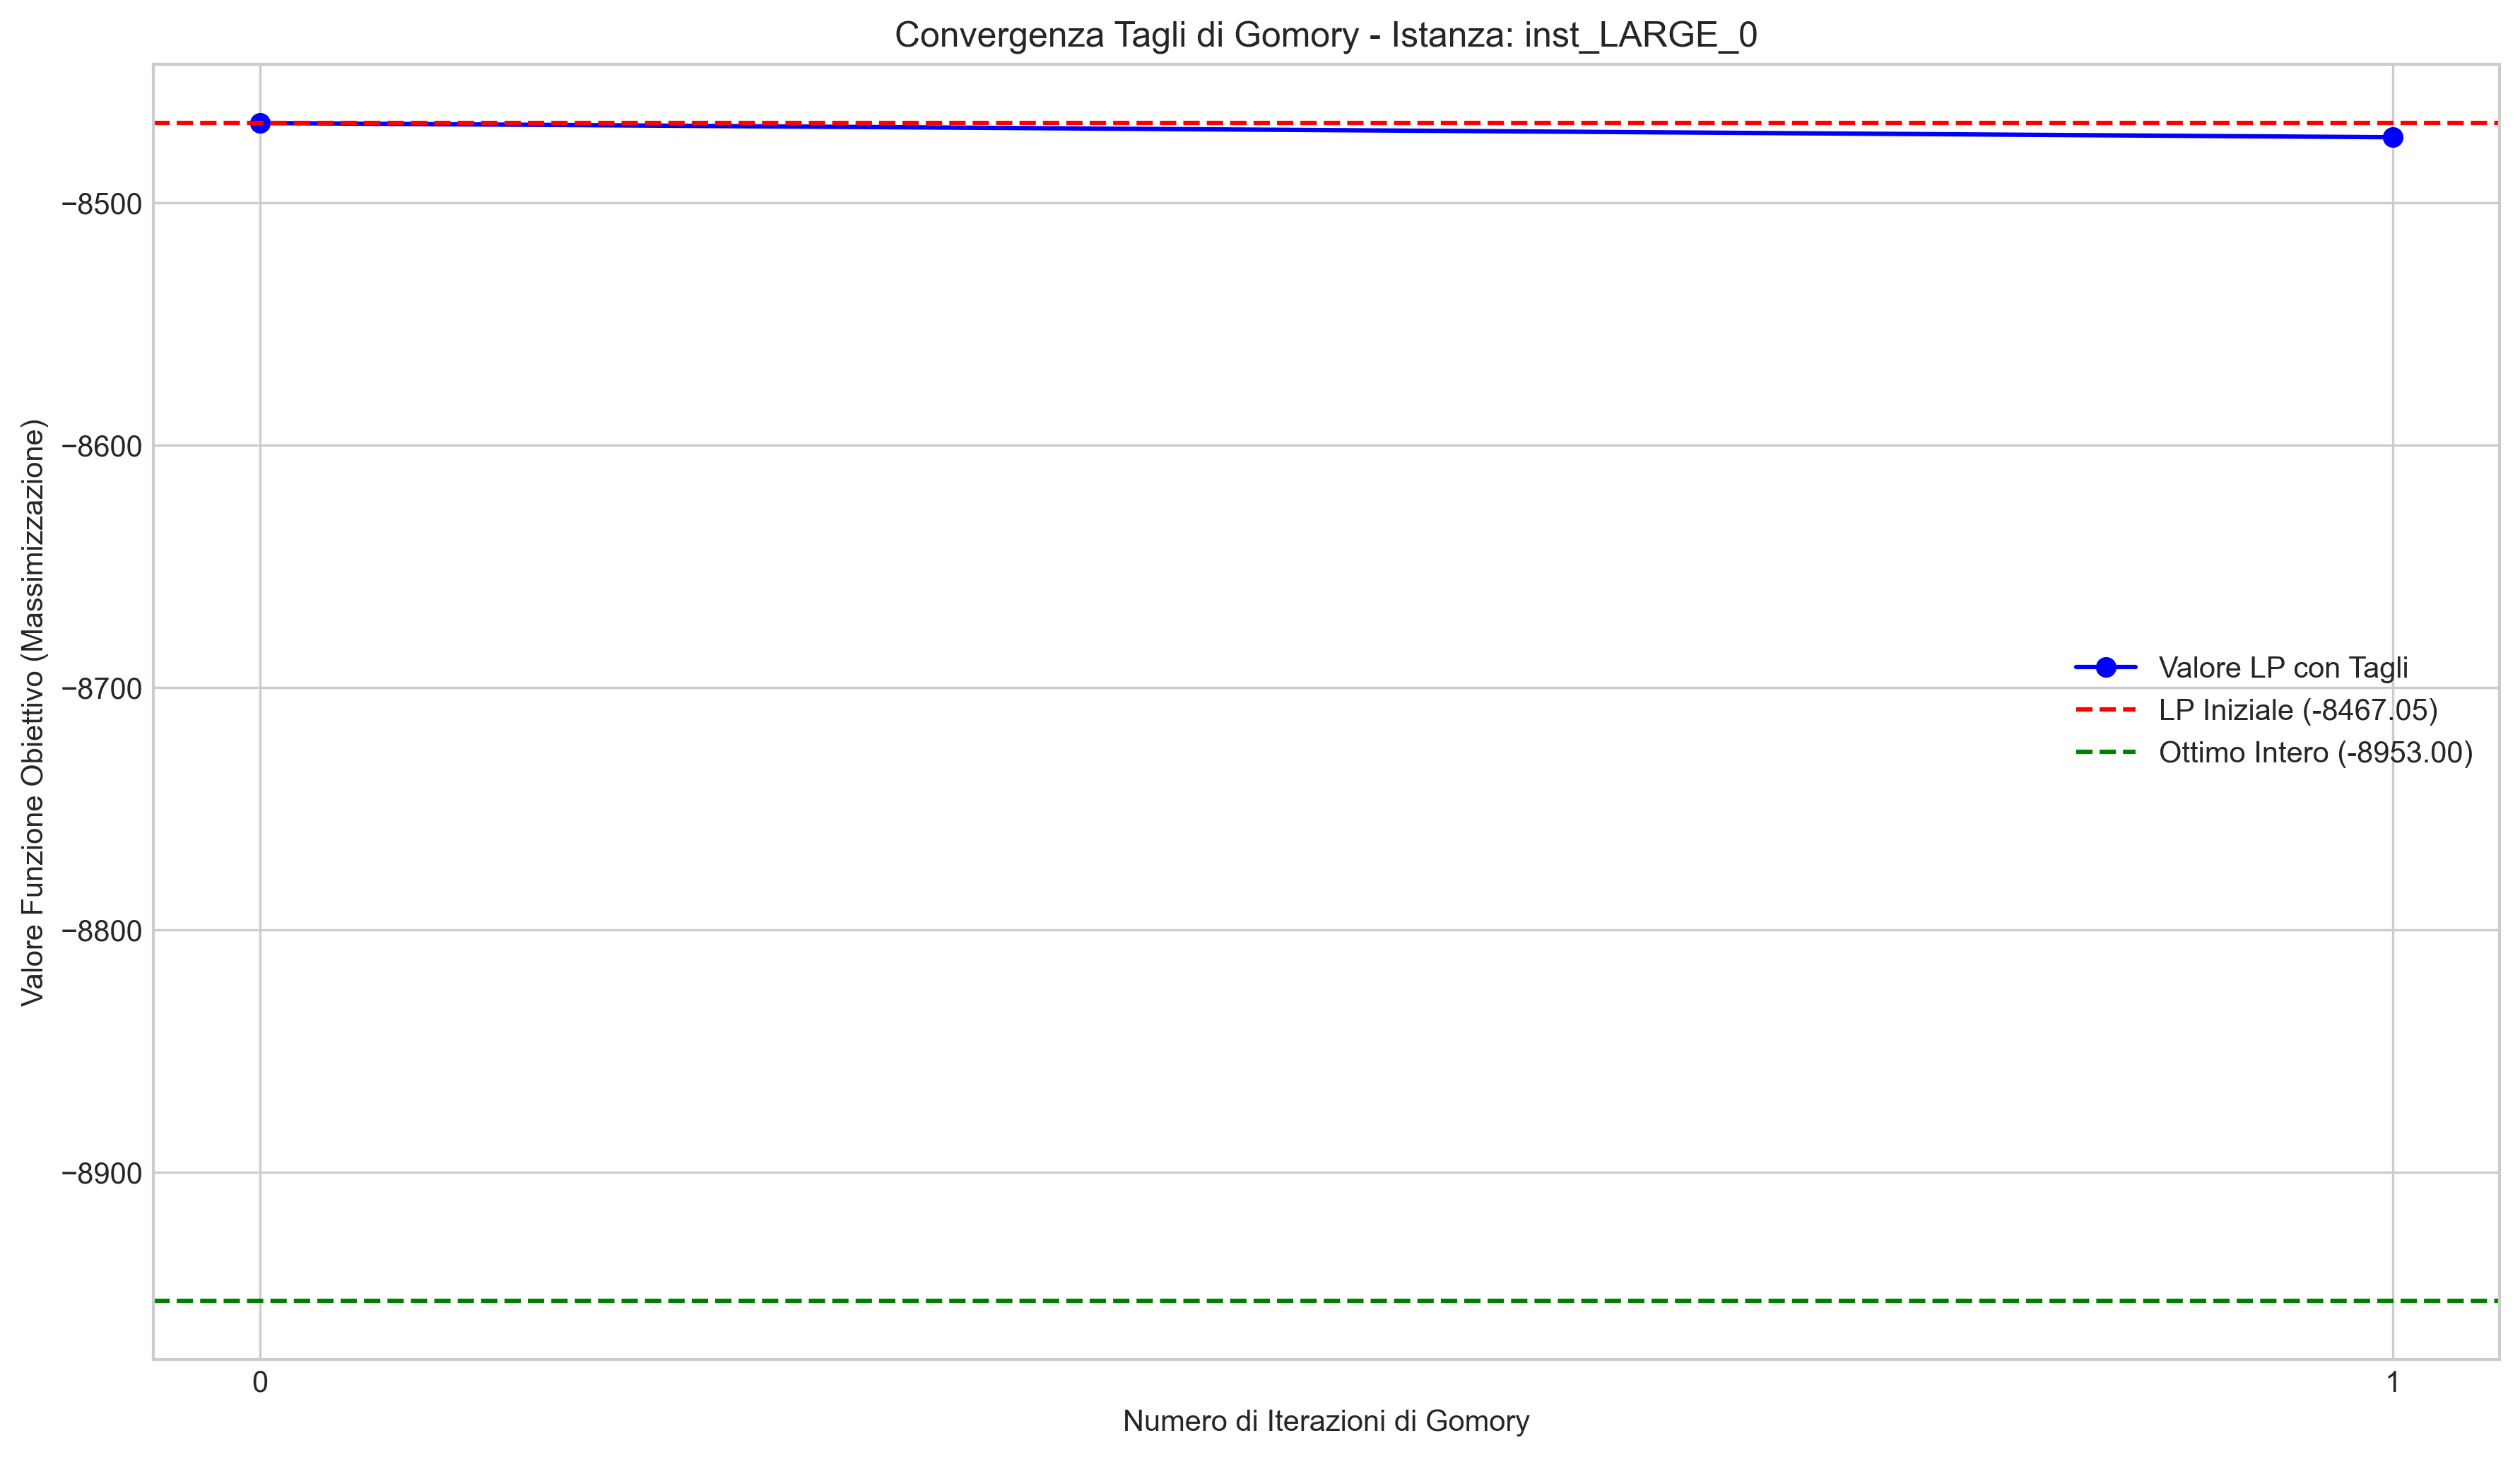 Convergenza Tagli di Gomory - Istanza: inst_LARGE_0
Valore Funzione Obiettivo (Massimizzazione)
−8500
−8600
−8700
−8800
−8900
Valore LP con Tagli
LP Iniziale (-8467.05)
Ottimo Intero (-8953.00)
0
1
Numero di Iterazioni di Gomory